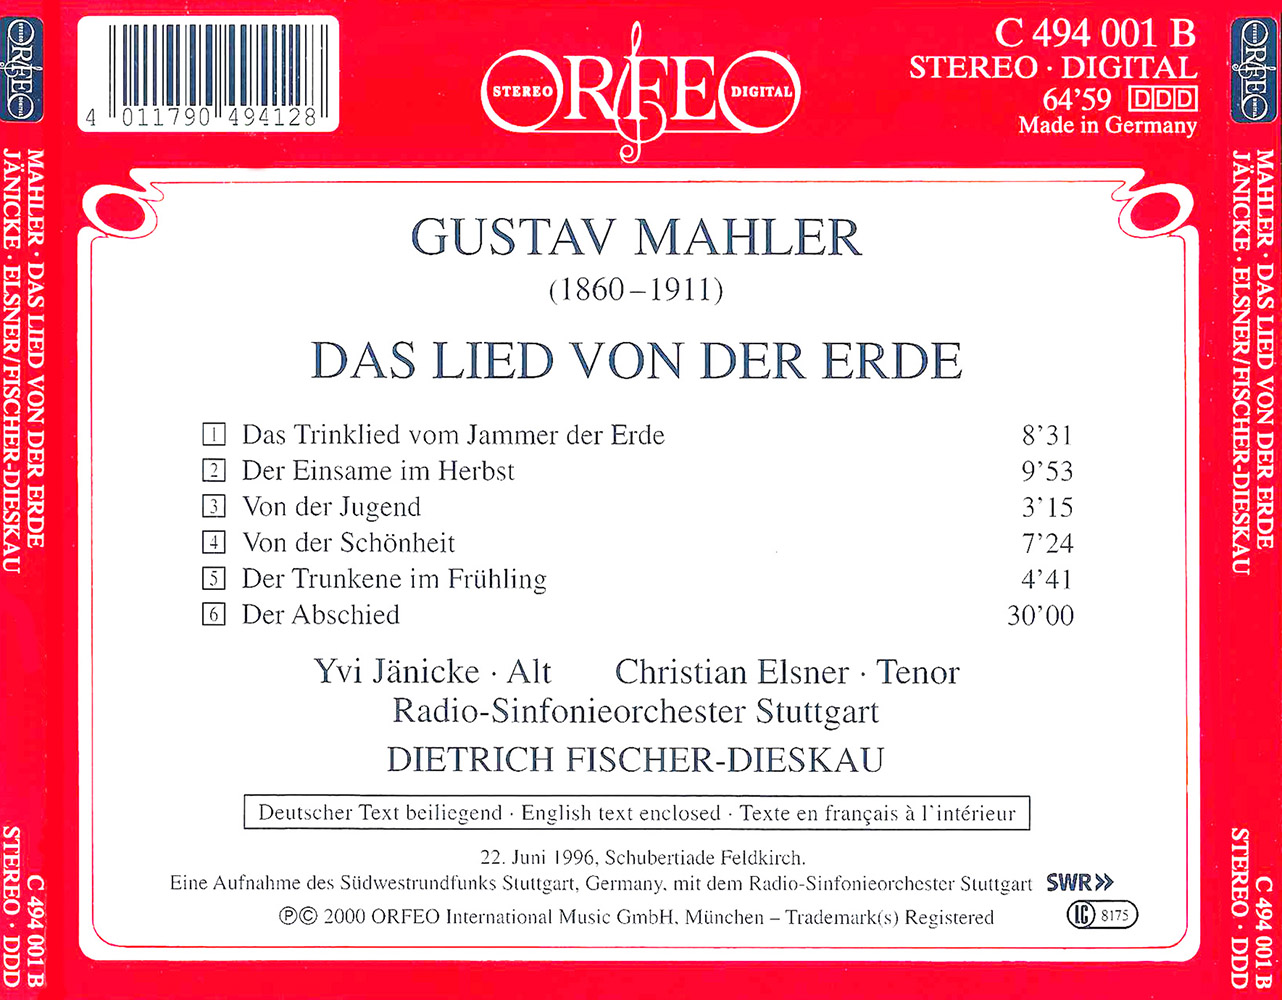 4 011790 494128
STEREO ORFEO DIGITAL
C 494 001 B
STEREO · DIGITAL
64'59 DDD
Made in Germany
GUSTAV MAHLER
(1860–1911)
DAS LIED VON DER ERDE
1 Das Trinklied vom Jammer der Erde 8'31
2 Der Einsame im Herbst 9'53
3 Von der Jugend 3'15
4 Von der Schönheit 7'24
5 Der Trunkene im Frühling 4'41
6 Der Abschied 30'00
Yvi Jänicke · Alt Christian Elsner · Tenor
Radio-Sinfonieorchester Stuttgart
DIETRICH FISCHER-DIESKAU
Deutscher Text beiliegend · English text enclosed · Texte en français à l'intérieur
22. Juni 1996, Schubertiade Feldkirch.
Eine Aufnahme des Südwestrundfunks Stuttgart, Germany, mit dem Radio-Sinfonieorchester Stuttgart SWR»
℗© 2000 ORFEO International Music GmbH, München – Trademark(s) Registered
LC 8175
STEREO ORFEO DIGITAL
MAHLER · DAS LIED VON DER ERDE
JÄNICKE · ELSNER/FISCHER-DIESKAU
C 494 001 B
STEREO · DDD
STEREO ORFEO DIGITAL
MAHLER · DAS LIED VON DER ERDE
JÄNICKE · ELSNER/FISCHER-DIESKAU
C 494 001 B
STEREO · DDD